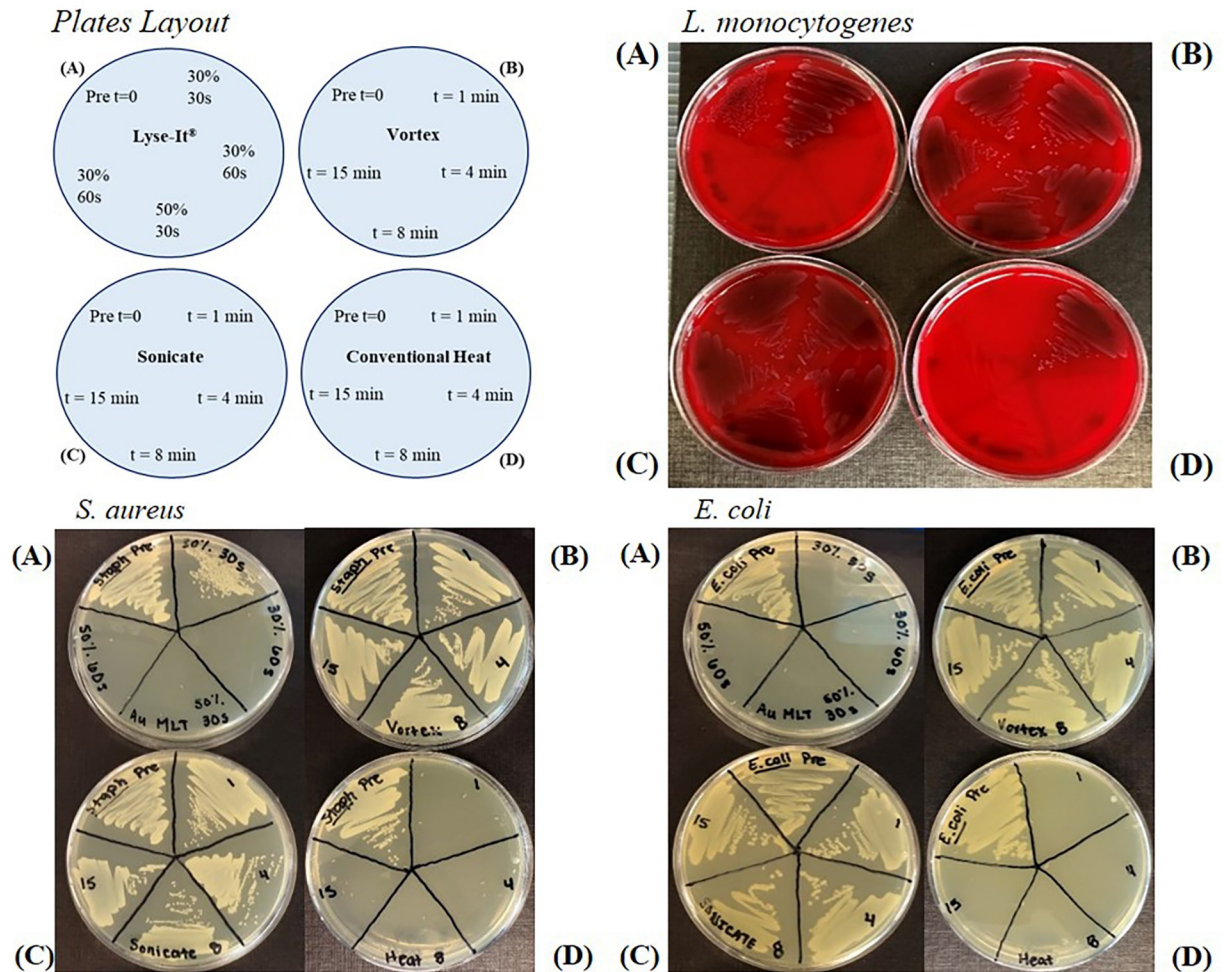 Plates Layout
(A)
30%
30s
Pre t=0
Lyse-It®
30%
60s
30%
60s
50%
30s
(B)
Pre t=0
t = 1 min
Vortex
t = 15 min
t = 4 min
t = 8 min
Pre t=0
t = 1 min
Sonicate
t = 15 min
t = 4 min
(C)
t = 8 min
Pre t=0
t = 1 min
Conventional Heat
t = 15 min
t = 4 min
t = 8 min
(D)
L. monocytogenes
(A)
(B)
(C)
(D)
S. aureus
(A)
Staph Pre
30% 30s
30% 60s
50% 60s
50%
Au MLT 30s
(B)
Staph Pre
1
15
4
Vortex 8
(C)
Staph Pre
1
15
4
Sonicate 8
(D)
Staph Pre
1
15
4
Heat 8
E. coli
(A)
E. coli Pre
30% 30s
30% 60s
50% 60s
50%
Au MLT 30s
(B)
E. coli Pre
1
15
4
Vortex 8
(C)
E. coli Pre
15
1
SONICATE 8
4
(D)
E. coli Pre
1
4
15
8
Heat